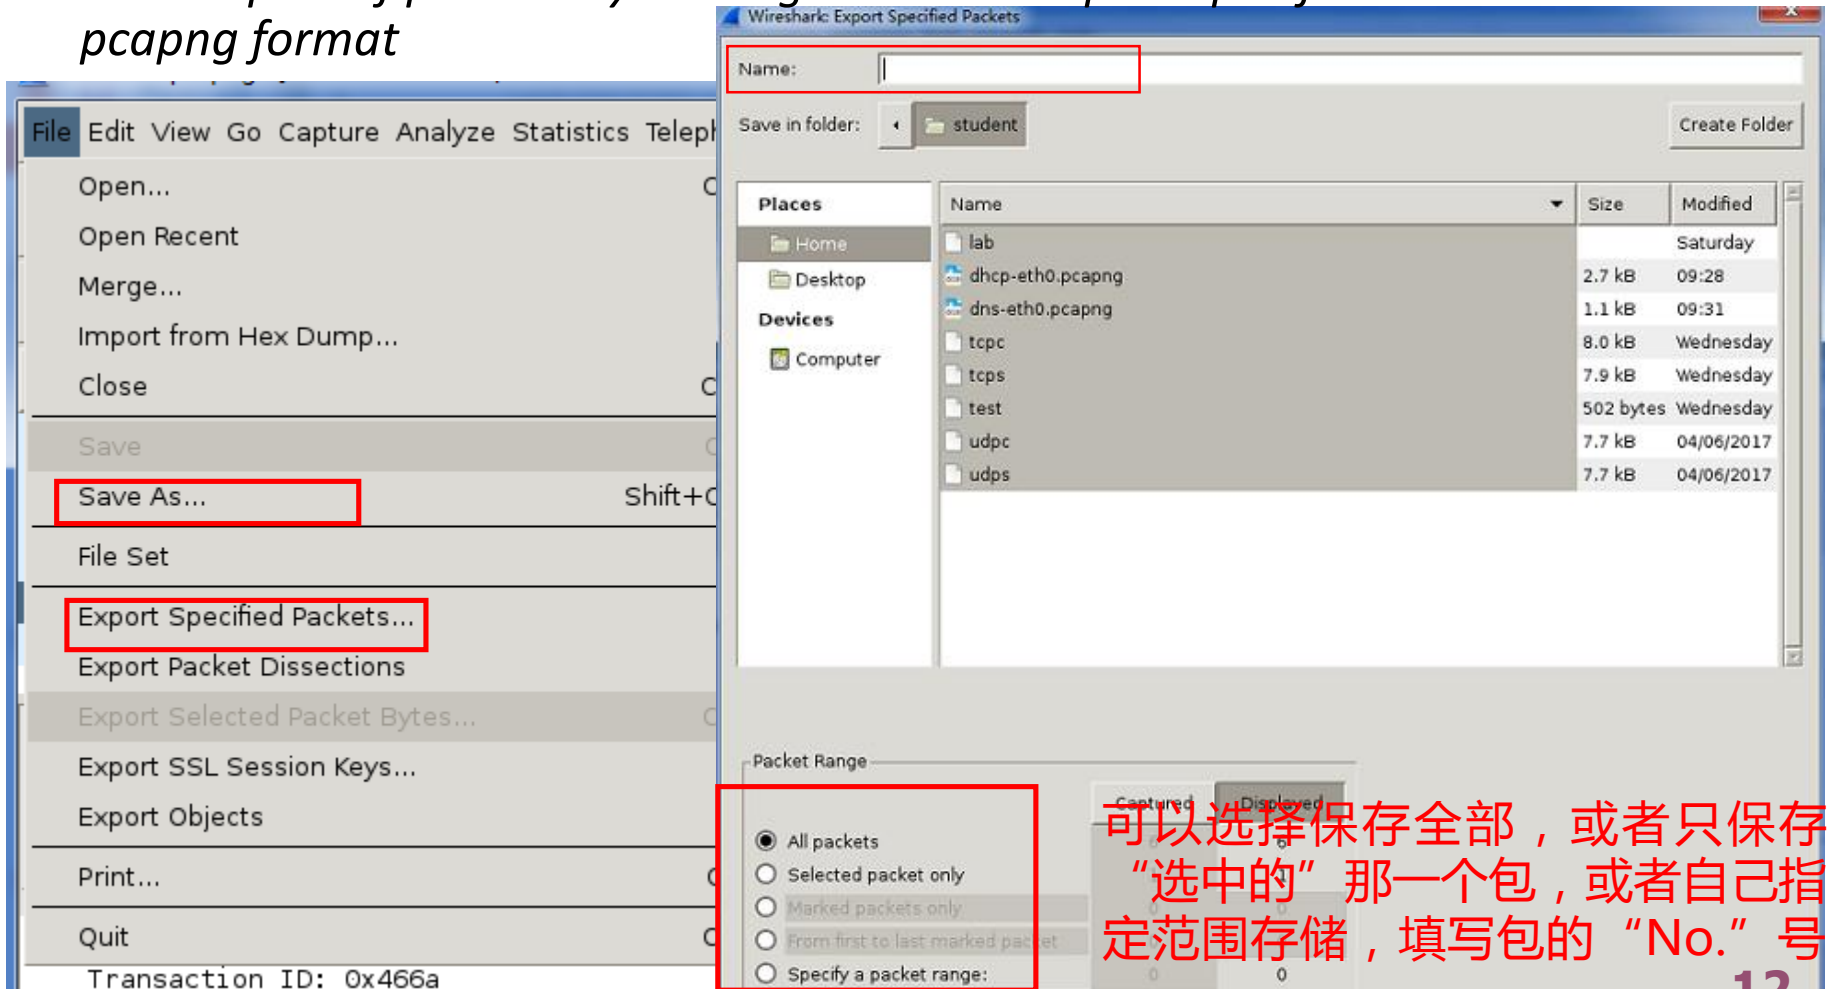 pcapng format
File Edit View Go Capture Analyze Statistics
Open...
Open Recent
Merge...
Import from Hex Dump...
Close
Save
Save As... Shift+
File Set
Export Specified Packets...
Export Packet Dissections
Export Selected Packet Bytes...
Export SSL Session Keys...
Export Objects
Print...
Quit
Transaction ID: 0x466a
Wireshark: Export Specified Packets
Name:
Save in folder: student Create Folder
Places Name Size Modified
Home lab Saturday
Desktop dhcp-eth0.pcapng 2.7 kB 09:28
Devices dns-eth0.pcapng 1.1 kB 09:31
Computer tcpc 8.0 kB Wednesday
tcps 7.9 kB Wednesday
test 502 bytes Wednesday
udpc 7.7 kB 04/06/2017
udps 7.7 kB 04/06/2017
Packet Range
Captured Displayed
All packets 6
Selected packet only 1
Marked packets only 0 0
From first to last marked packet
Specify a packet range: 0 0
可以选择保存全部，或者只保存
“选中的”那一个包，或者自己指
定范围存储，填写包的“No.”号
12